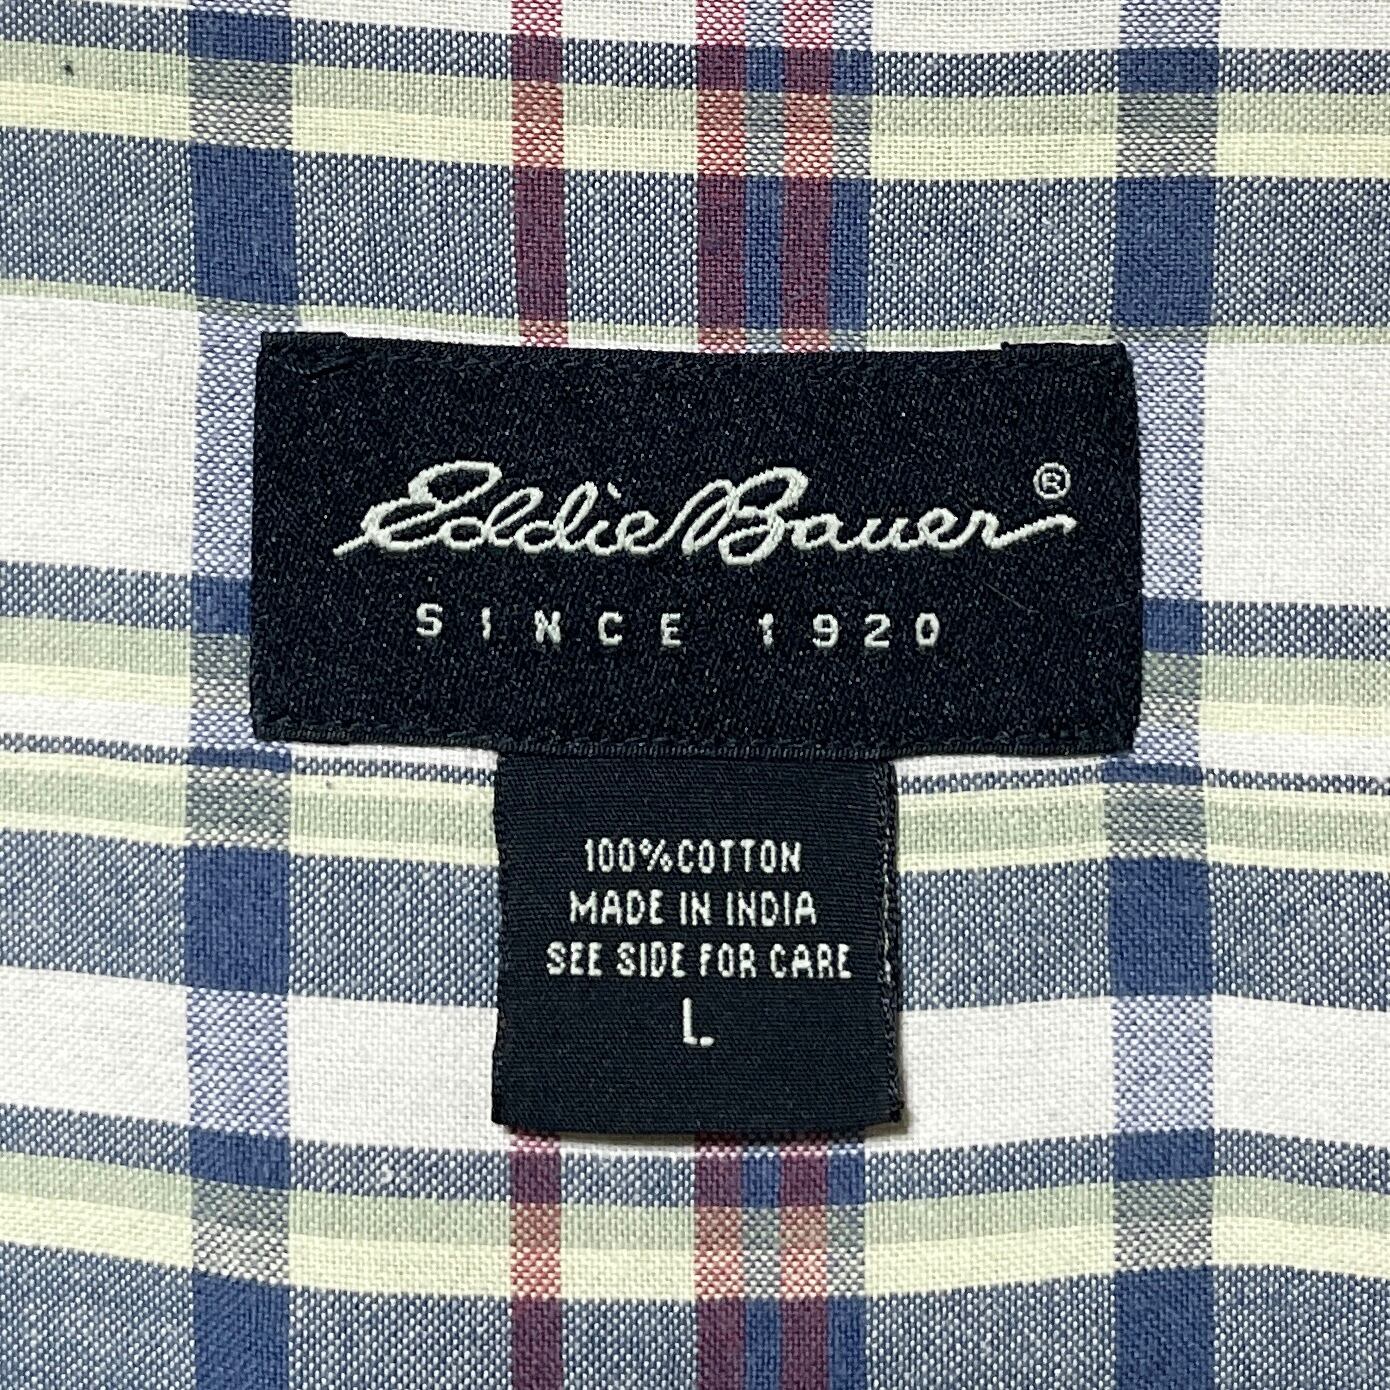 Eddie Bauer®
SINCE 1920
100%COTTON
MADE IN INDIA
SEE SIDE FOR CARE
L